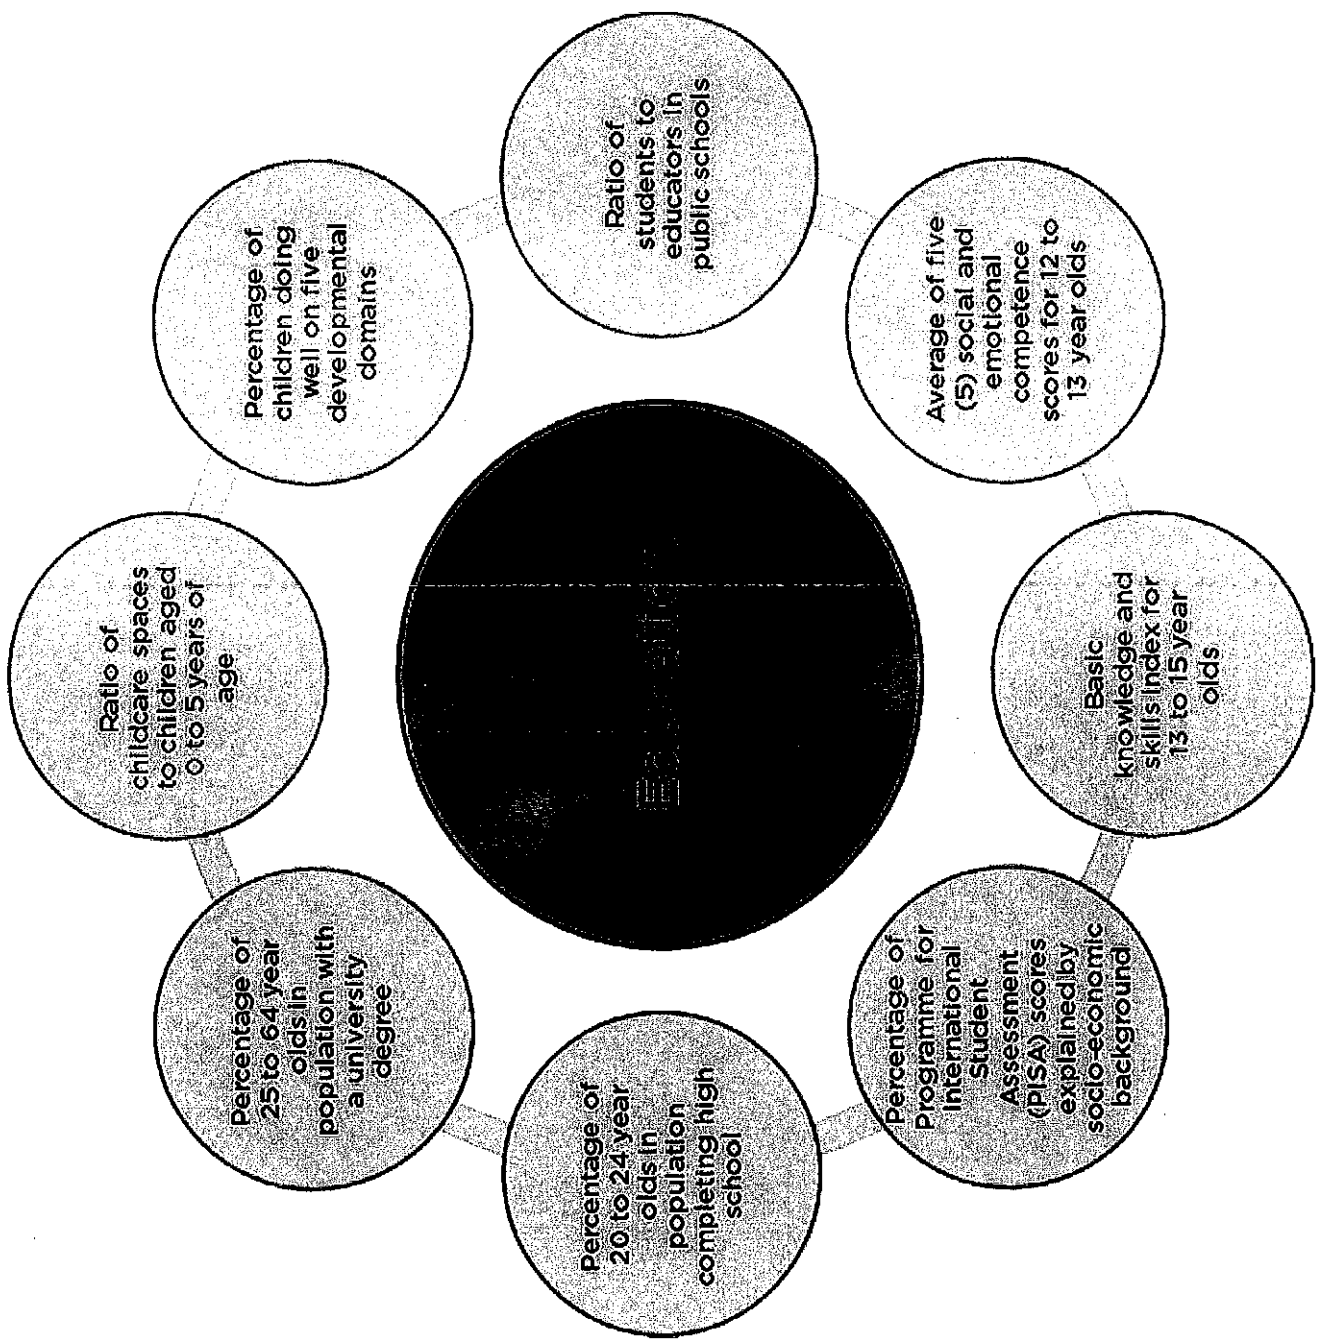 Ratio of
childcare spaces
to children aged
0 to 5 years of
age
Percentage of
children doing
well on five
developmental
domains
Ratio of
students to
educators in
public schools
Average of five
(5) social and
emotional
competence
scores for 12 to
13 year olds
Basic
knowledge and
skills index for
13 to 15 year
olds
Percentage of
Programme for
International
Student
Assessment
(PISA) scores
explained by
socio-economic
background
Percentage of
20 to 24 year
olds in
population
completing high
school
Percentage of
25 to 64 year
olds in
population with
a university
degree
Education